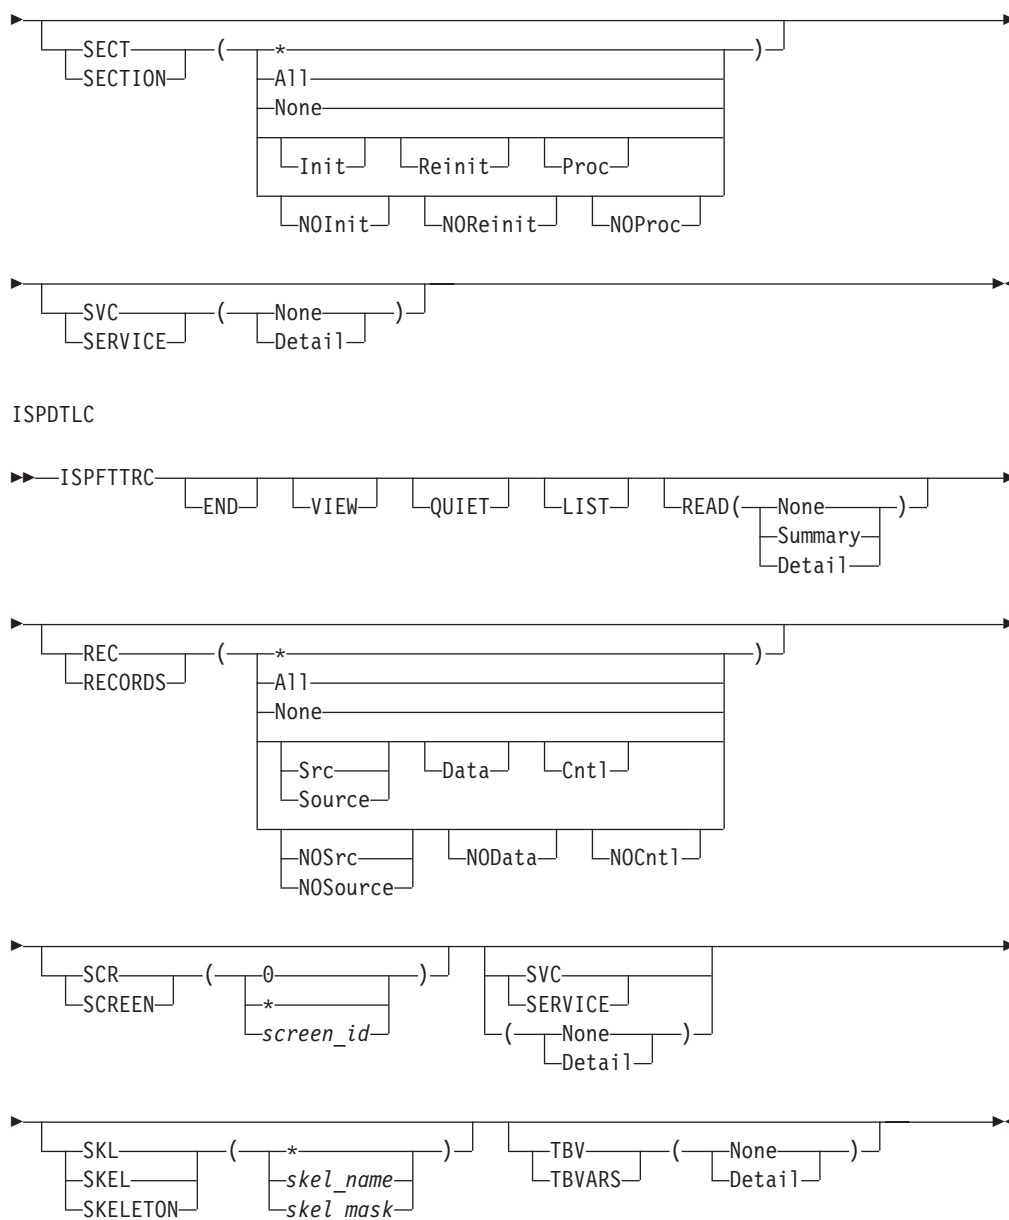 SECT ( * )
SECTION All
None
Init Reinit Proc
NOInit NOReinit NOProc
SVC ( None )
SERVICE Detail
ISPDTLC
ISPFTTRC END VIEW QUIET LIST READ( None )
Summary
Detail
REC ( * )
RECORDS All
None
Src Data Cntl
Source
NOSrc NOData NOCntl
NOSource
SCR ( 0 ) SVC
SCREEN * SERVICE
screen_id ( None )
Detail
SKL ( * ) TBV ( None )
SKEL skel_name TBVARS Detail
SKELETON skel_mask